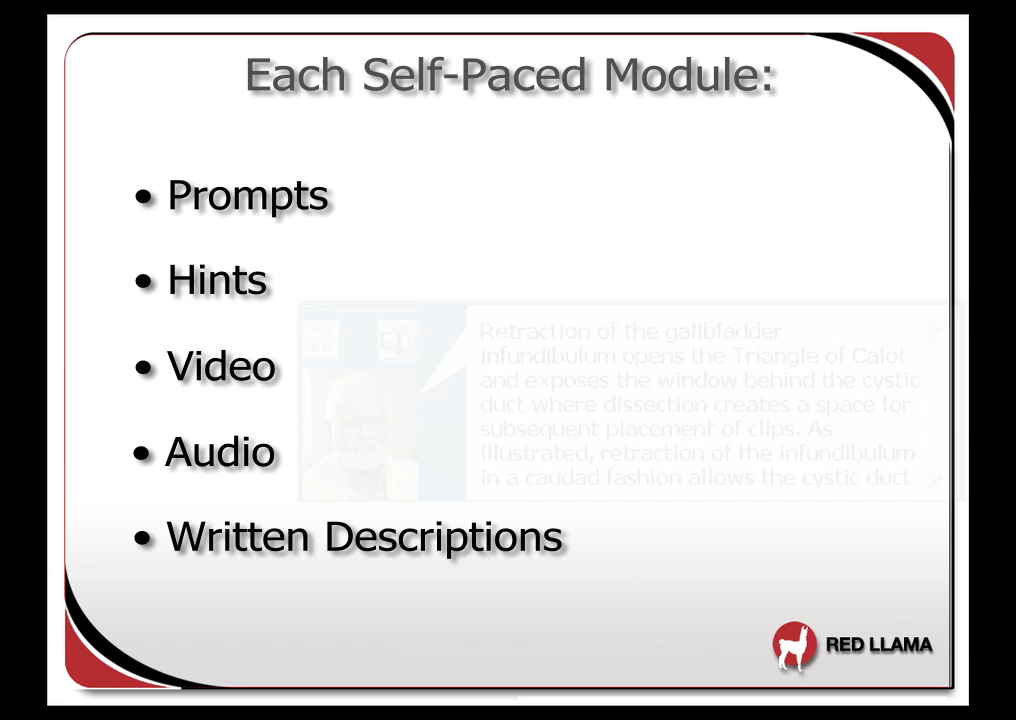 Each Self-Paced Module:
• Prompts
• Hints
• Video
• Audio
• Written Descriptions
Retraction of the gallbladder
infundibulum opens the Triangle of Calot
and exposes the window behind the cystic
duct where dissection creates a space for
subsequent placement of clips. As
illustrated, retraction of the infundibulum
in a caudad fashion allows the cystic duct
RED LLAMA